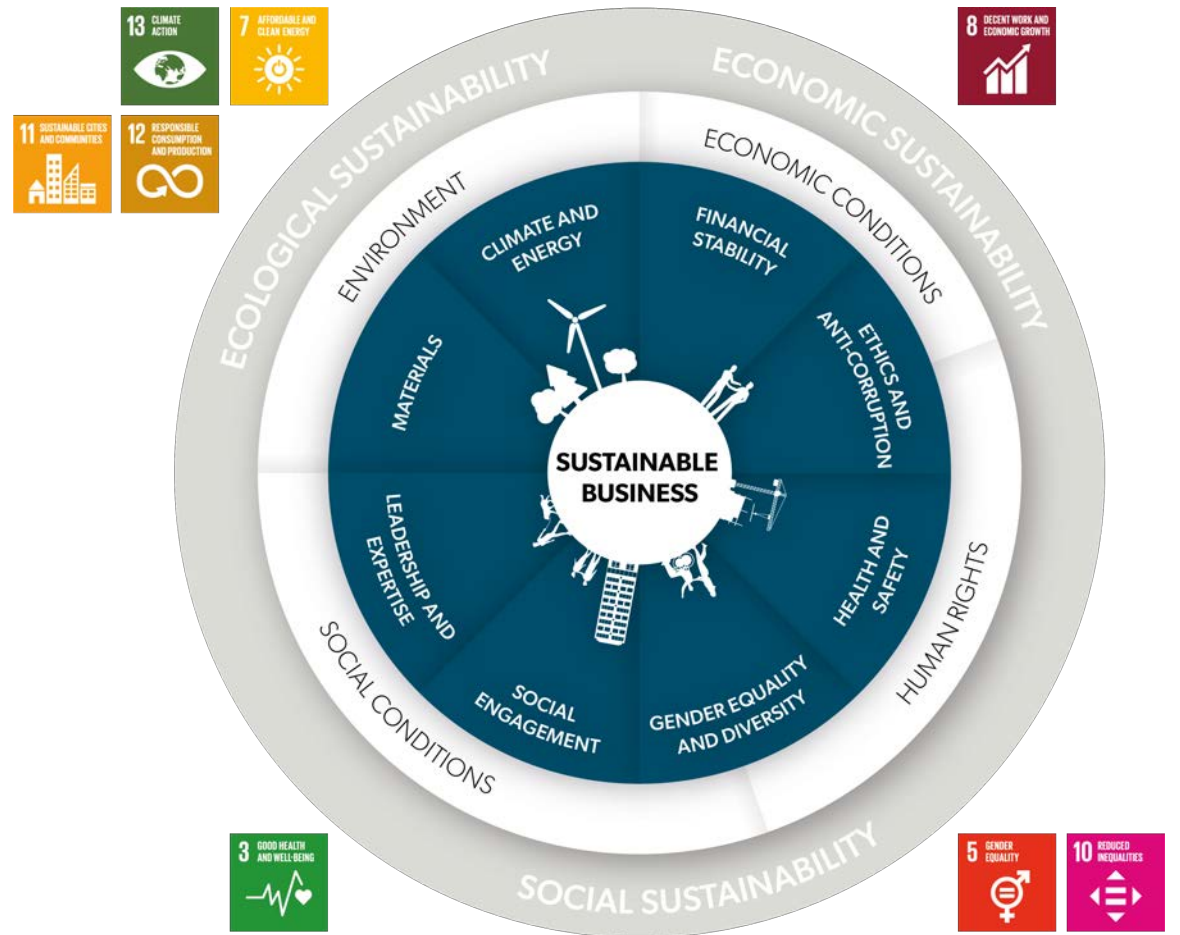 13 CLIMATE
ACTION
7 AFFORDABLE AND
CLEAN ENERGY
8 DECENT WORK AND
ECONOMIC GROWTH
11 SUSTAINABLE CITIES
AND COMMUNITIES
12 RESPONSIBLE
CONSUMPTION
AND PRODUCTION
ECOLOGICAL SUSTAINABILITY
ECONOMIC SUSTAINABILITY
ENVIRONMENT
ECONOMIC CONDITIONS
CLIMATE AND
ENERGY
FINANCIAL
STABILITY
MATERIALS
ETHICS AND
ANTI-CORRUPTION
SUSTAINABLE
BUSINESS
LEADERSHIP AND
EXPERTISE
HEALTH AND
SAFETY
HUMAN RIGHTS
SOCIAL CONDITIONS
SOCIAL
ENGAGEMENT
GENDER EQUALITY
AND DIVERSITY
SOCIAL SUSTAINABILITY
3 GOOD HEALTH
AND WELL-BEING
5 GENDER
EQUALITY
10 REDUCED
INEQUALITIES